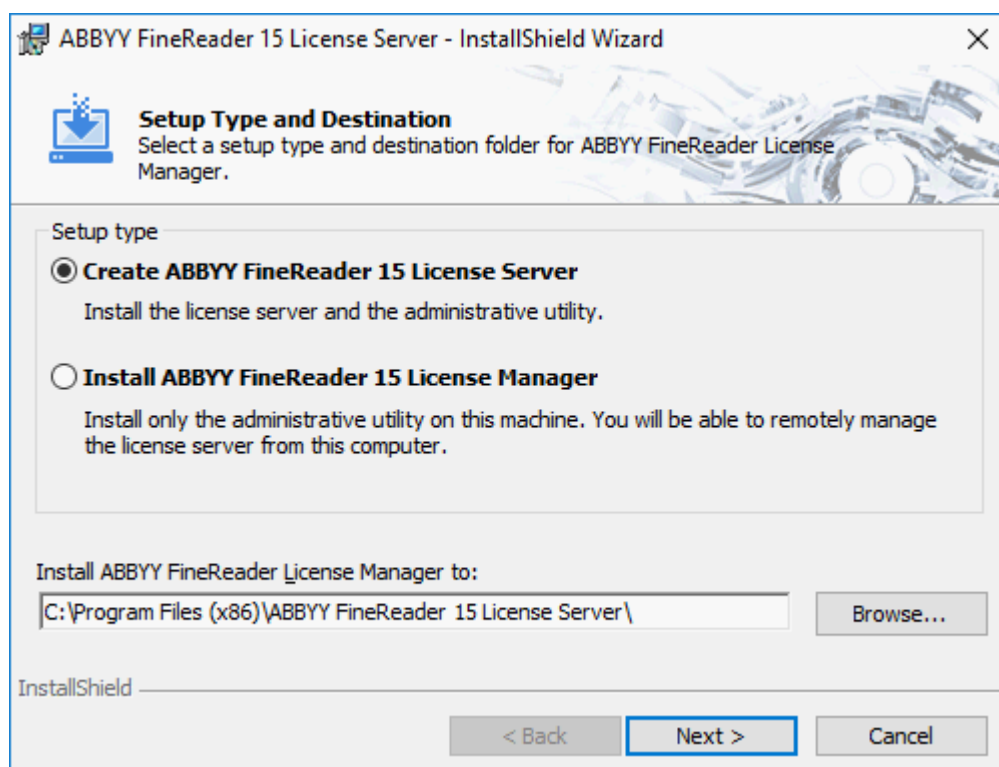 ABBYY FineReader 15 License Server - InstallShield Wizard
Setup Type and Destination
Select a setup type and destination folder for ABBYY FineReader License
Manager.
Setup type
Create ABBYY FineReader 15 License Server
Install the license server and the administrative utility.
Install ABBYY FineReader 15 License Manager
Install only the administrative utility on this machine. You will be able to remotely manage
the license server from this computer.
Install ABBYY FineReader License Manager to:
C:\Program Files (x86)\ABBYY FineReader 15 License Server\
Browse...
InstallShield
< Back
Next >
Cancel